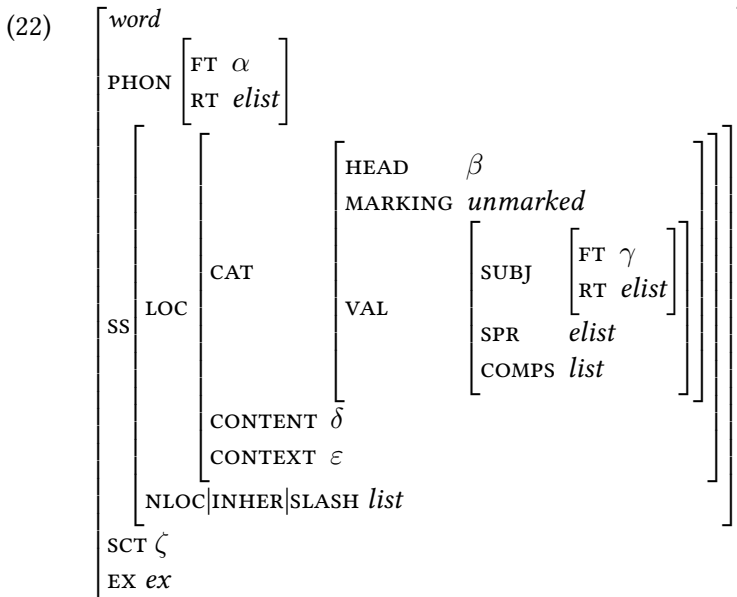 (22)
word
PHON [FT α
RT elist]
SS LOC CAT HEAD β
MARKING unmarked
VAL SUBJ [FT γ
RT elist]
SPR elist
COMPS list
CONTENT δ
CONTEXT ε
NLOC|INHER|SLASH list
SCT ζ
EX ex